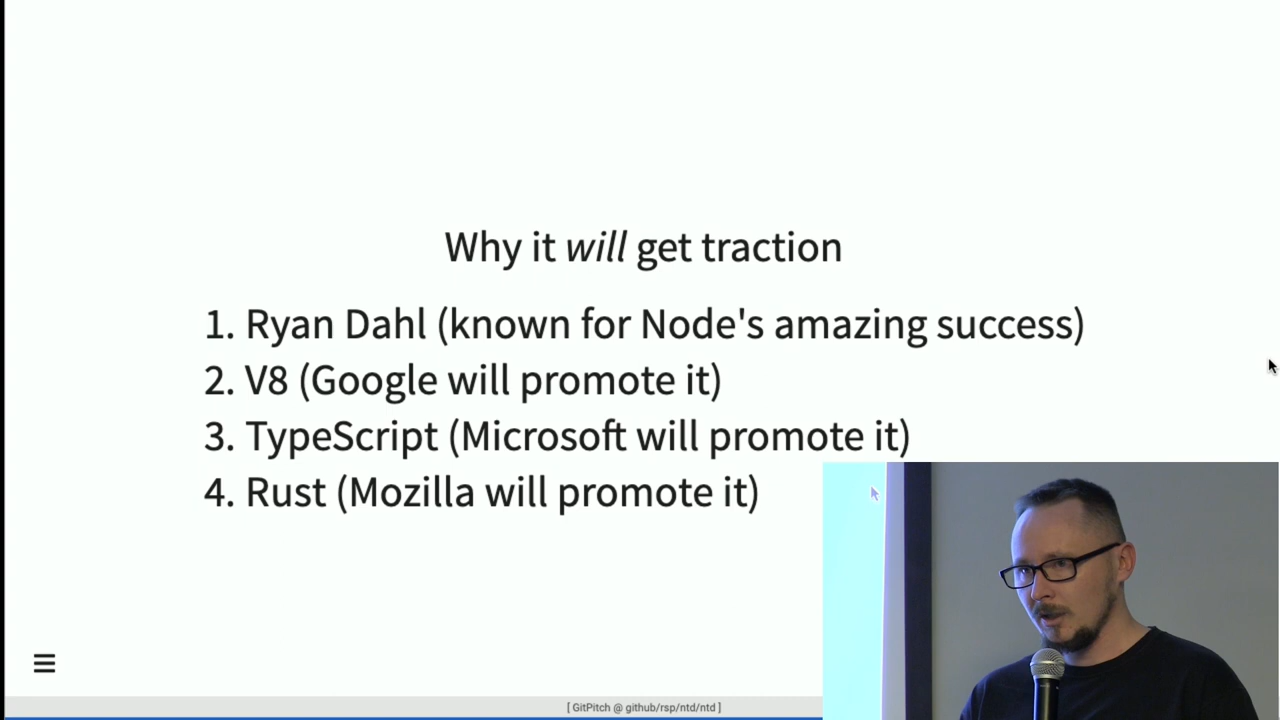 Why it will get traction
1. Ryan Dahl (known for Node's amazing success)
2. V8 (Google will promote it)
3. TypeScript (Microsoft will promote it)
4. Rust (Mozilla will promote it)
[ GitPitch @ github/rsp/ntd/ntd ]